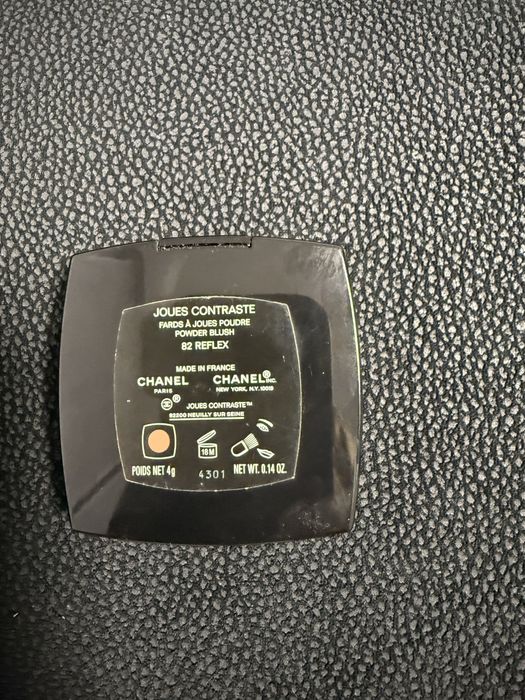 JOUES CONTRASTE
FARDS À JOUES POUDRE
POWDER BLUSH
82 REFLEX
MADE IN FRANCE
CHANEL CHANEL® INC.
PARIS NEW YORK, N.Y. 10019
®
JOUES CONTRASTE™
92200 NEUILLY SUR SEINE
18 M
POIDS NET 4g 4301 NET WT. 0.14 OZ.